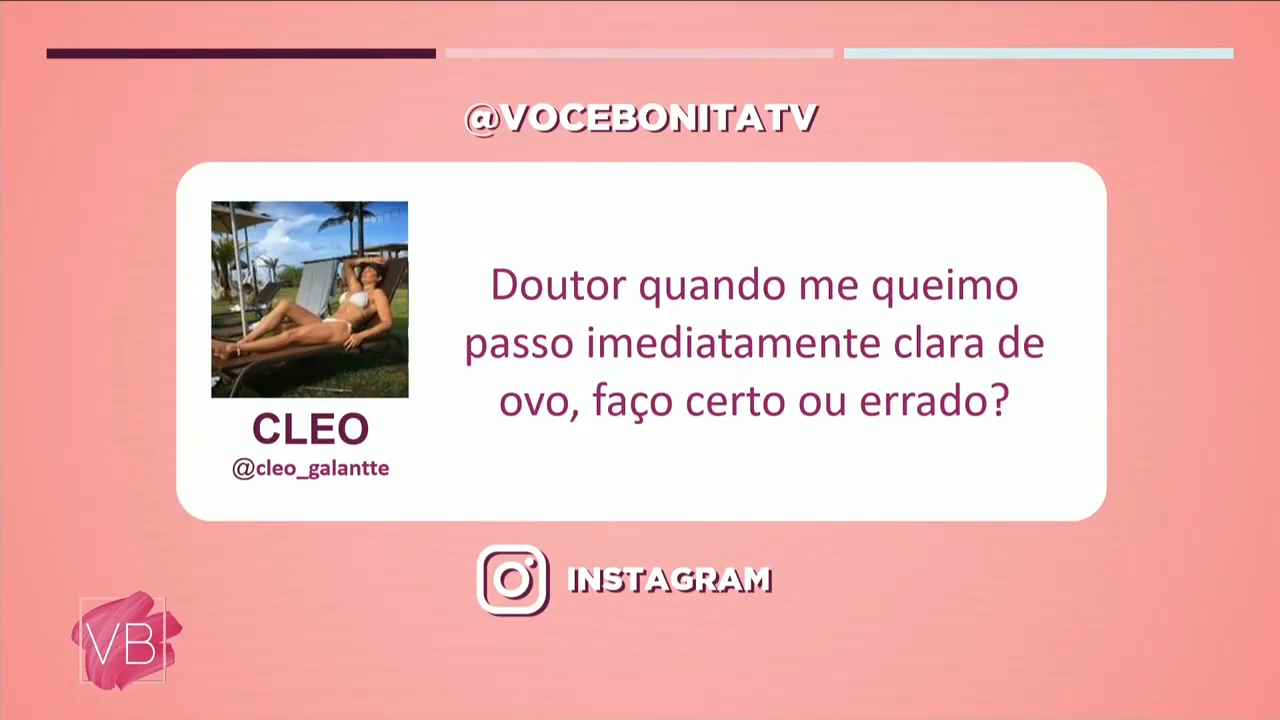 @VOCEBONITATV
Doutor quando me queimo
passo imediatamente clara de
ovo, faço certo ou errado?
CLEO
@cleo_galantte
INSTAGRAM
VB